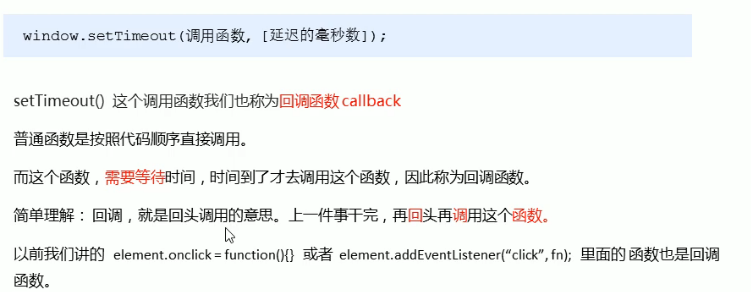 window.setTimeout(调用函数, [延迟的毫秒数]);
setTimeout() 这个调用函数我们也称为回调函数 callback
普通函数是按照代码顺序直接调用。
而这个函数，需要等待时间，时间到了才去调用这个函数，因此称为回调函数。
简单理解： 回调，就是回头调用的意思。上一件事干完，再回头再调用这个函数。
以前我们讲的 element.onclick = function(){} 或者 element.addEventListener(“click”, fn); 里面的 函数也是回调
函数。